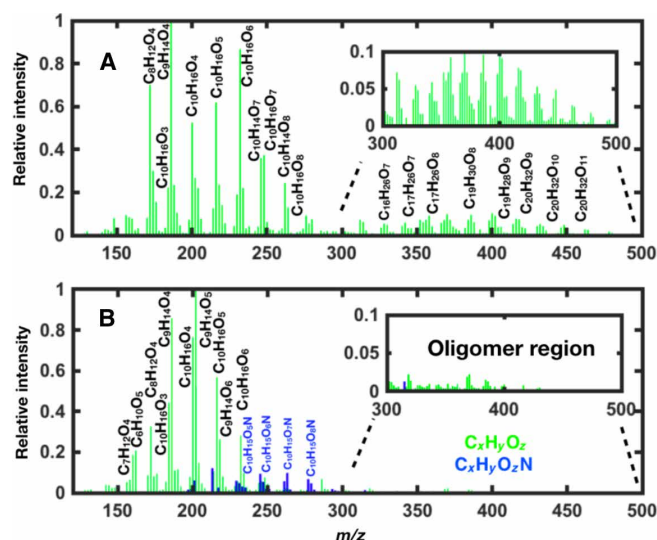 A
Relative intensity
1
0.8
0.6
0.4
0.2
0
C8H12O4
C9H14O4
C10H16O3
C10H16O4
C10H16O5
C10H16O6
C10H14O7
C10H16O7
C10H14O8
C10H16O8
0.1
0.05
0
300 400 500
C16H26O7
C17H26O7
C17H26O8
C19H30O8
C19H28O9
C20H32O9
C20H32O10
C20H32O11
150 200 250 300 350 400 450 500
B
Relative intensity
1
0.8
0.6
0.4
0.2
0
C7H12O4
C6H10O5
C8H12O4
C10H16O3
C9H14O4
C10H16O4
C9H14O5
C10H16O5
C9H14O6
C10H16O6
C10H15O5N
C10H15O6N
C10H15O7N
C10H15O8N
0.1
0.05
0
Oligomer region
300 400 500
CxHyOz
CxHyOzN
150 200 250 300 350 400 450 500
m/z